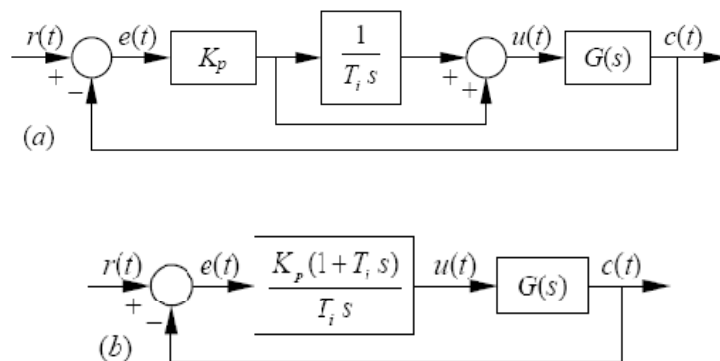 r(t) e(t) K_p 1 / T_i s u(t) G(s) c(t)
+ − + +
(a)
r(t) e(t) K_p (1 + T_i s) / T_i s u(t) G(s) c(t)
+ −
(b)